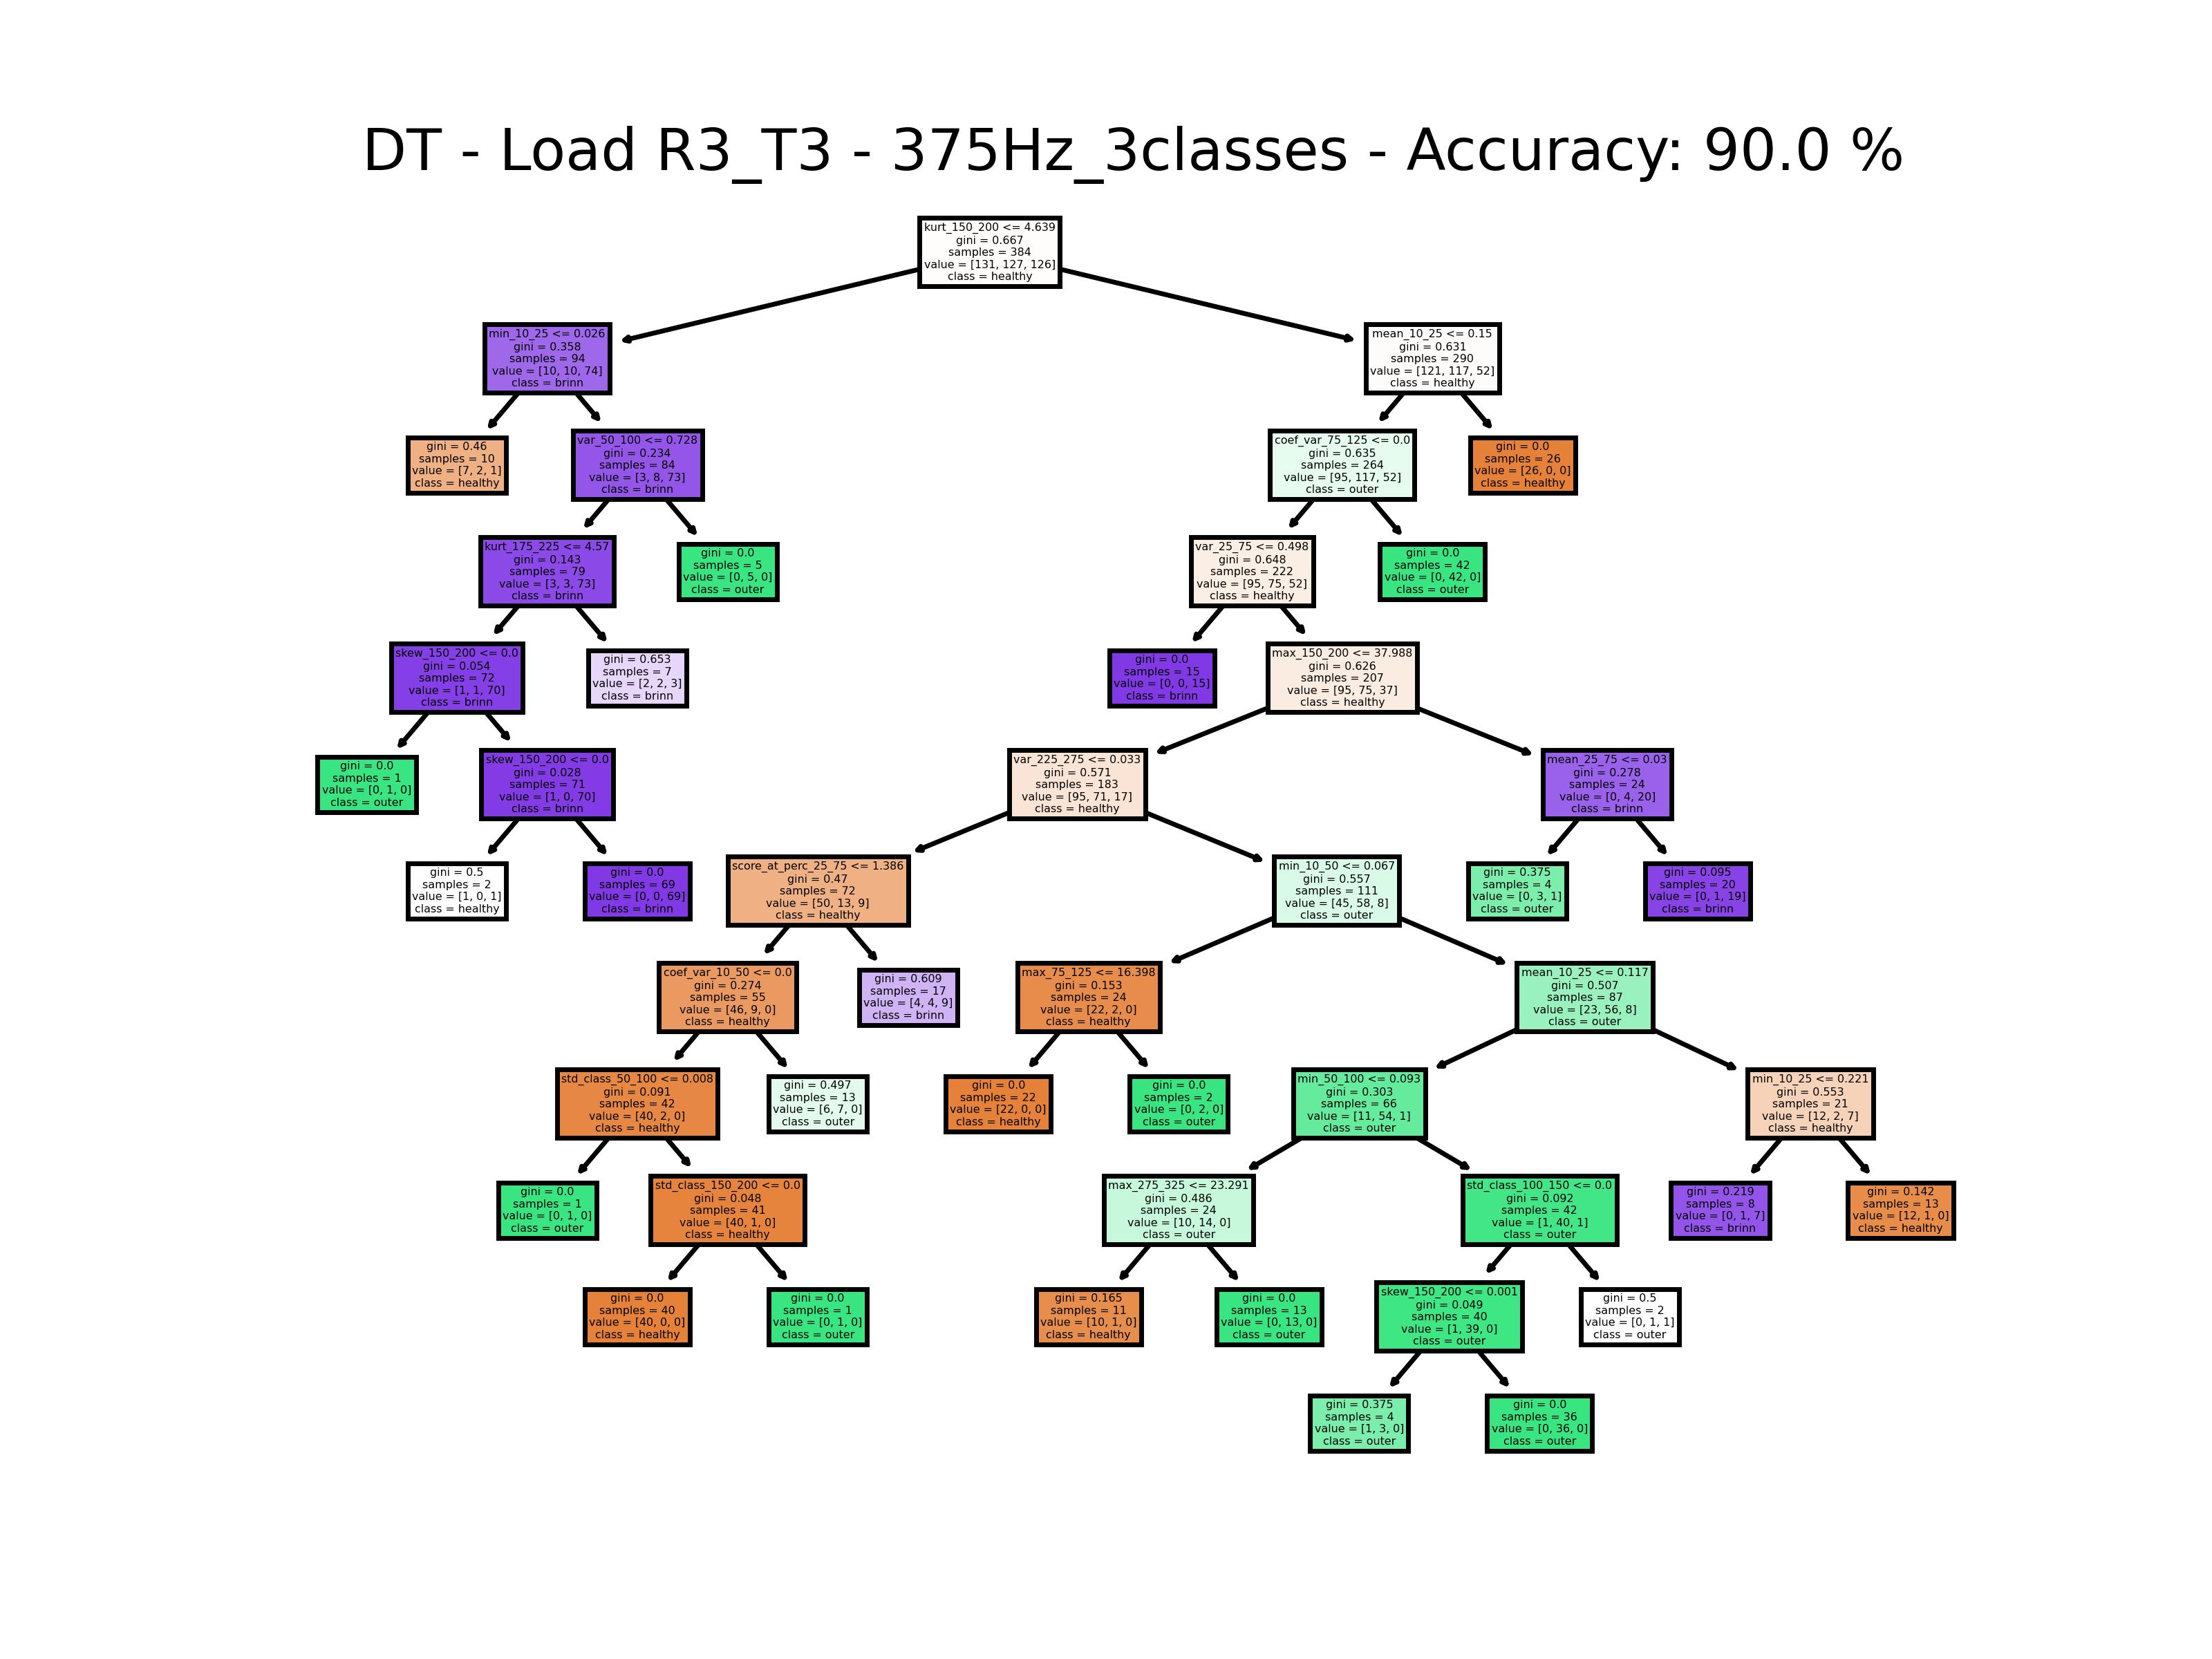 DT - Load R3_T3 - 375Hz_3classes - Accuracy: 90.0 %
kurt_150_200 <= 4.639
gini = 0.667
samples = 384
value = [131, 127, 126]
class = healthy
min_10_25 <= 0.026
gini = 0.358
samples = 94
value = [10, 10, 74]
class = brinn
mean_10_25 <= 0.15
gini = 0.631
samples = 290
value = [121, 117, 52]
class = healthy
gini = 0.46
samples = 10
value = [7, 2, 1]
class = healthy
var_50_100 <= 0.728
gini = 0.234
samples = 84
value = [3, 8, 73]
class = brinn
coef_var_75_125 <= 0.0
gini = 0.635
samples = 264
value = [95, 117, 52]
class = outer
gini = 0.0
samples = 26
value = [26, 0, 0]
class = healthy
kurt_175_225 <= 4.57
gini = 0.143
samples = 79
value = [3, 3, 73]
class = brinn
gini = 0.0
samples = 5
value = [0, 5, 0]
class = outer
var_25_75 <= 0.498
gini = 0.648
samples = 222
value = [95, 75, 52]
class = healthy
gini = 0.0
samples = 42
value = [0, 42, 0]
class = outer
skew_150_200 <= 0.0
gini = 0.054
samples = 72
value = [1, 1, 70]
class = brinn
gini = 0.653
samples = 7
value = [2, 2, 3]
class = brinn
gini = 0.0
samples = 15
value = [0, 0, 15]
class = brinn
max_150_200 <= 37.988
gini = 0.626
samples = 207
value = [95, 75, 37]
class = healthy
gini = 0.0
samples = 1
value = [0, 1, 0]
class = outer
skew_150_200 <= 0.0
gini = 0.028
samples = 71
value = [1, 0, 70]
class = brinn
var_225_275 <= 0.033
gini = 0.571
samples = 183
value = [95, 71, 17]
class = healthy
mean_25_75 <= 0.03
gini = 0.278
samples = 24
value = [0, 4, 20]
class = brinn
gini = 0.5
samples = 2
value = [1, 0, 1]
class = healthy
gini = 0.0
samples = 69
value = [0, 0, 69]
class = brinn
score_at_perc_25_75 <= 1.386
gini = 0.47
samples = 72
value = [50, 13, 9]
class = healthy
min_10_50 <= 0.067
gini = 0.557
samples = 111
value = [45, 58, 8]
class = outer
gini = 0.375
samples = 4
value = [0, 3, 1]
class = outer
gini = 0.095
samples = 20
value = [0, 1, 19]
class = brinn
coef_var_10_50 <= 0.0
gini = 0.274
samples = 55
value = [46, 9, 0]
class = healthy
gini = 0.609
samples = 17
value = [4, 4, 9]
class = brinn
max_75_125 <= 16.398
gini = 0.153
samples = 24
value = [22, 2, 0]
class = healthy
mean_10_25 <= 0.117
gini = 0.507
samples = 87
value = [23, 56, 8]
class = outer
std_class_50_100 <= 0.008
gini = 0.091
samples = 42
value = [40, 2, 0]
class = healthy
gini = 0.497
samples = 13
value = [6, 7, 0]
class = outer
gini = 0.0
samples = 22
value = [22, 0, 0]
class = healthy
gini = 0.0
samples = 2
value = [0, 2, 0]
class = outer
min_50_100 <= 0.093
gini = 0.303
samples = 66
value = [11, 54, 1]
class = outer
min_10_25 <= 0.221
gini = 0.553
samples = 21
value = [12, 2, 7]
class = healthy
gini = 0.0
samples = 1
value = [0, 1, 0]
class = outer
std_class_150_200 <= 0.0
gini = 0.048
samples = 41
value = [40, 1, 0]
class = healthy
max_275_325 <= 23.291
gini = 0.486
samples = 24
value = [10, 14, 0]
class = outer
std_class_100_150 <= 0.0
gini = 0.092
samples = 42
value = [1, 40, 1]
class = outer
gini = 0.219
samples = 8
value = [0, 1, 7]
class = brinn
gini = 0.142
samples = 13
value = [12, 1, 0]
class = healthy
gini = 0.0
samples = 40
value = [40, 0, 0]
class = healthy
gini = 0.0
samples = 1
value = [0, 1, 0]
class = outer
gini = 0.165
samples = 11
value = [10, 1, 0]
class = healthy
gini = 0.0
samples = 13
value = [0, 13, 0]
class = outer
skew_150_200 <= 0.001
gini = 0.049
samples = 40
value = [1, 39, 0]
class = outer
gini = 0.5
samples = 2
value = [0, 1, 1]
class = outer
gini = 0.375
samples = 4
value = [1, 3, 0]
class = outer
gini = 0.0
samples = 36
value = [0, 36, 0]
class = outer